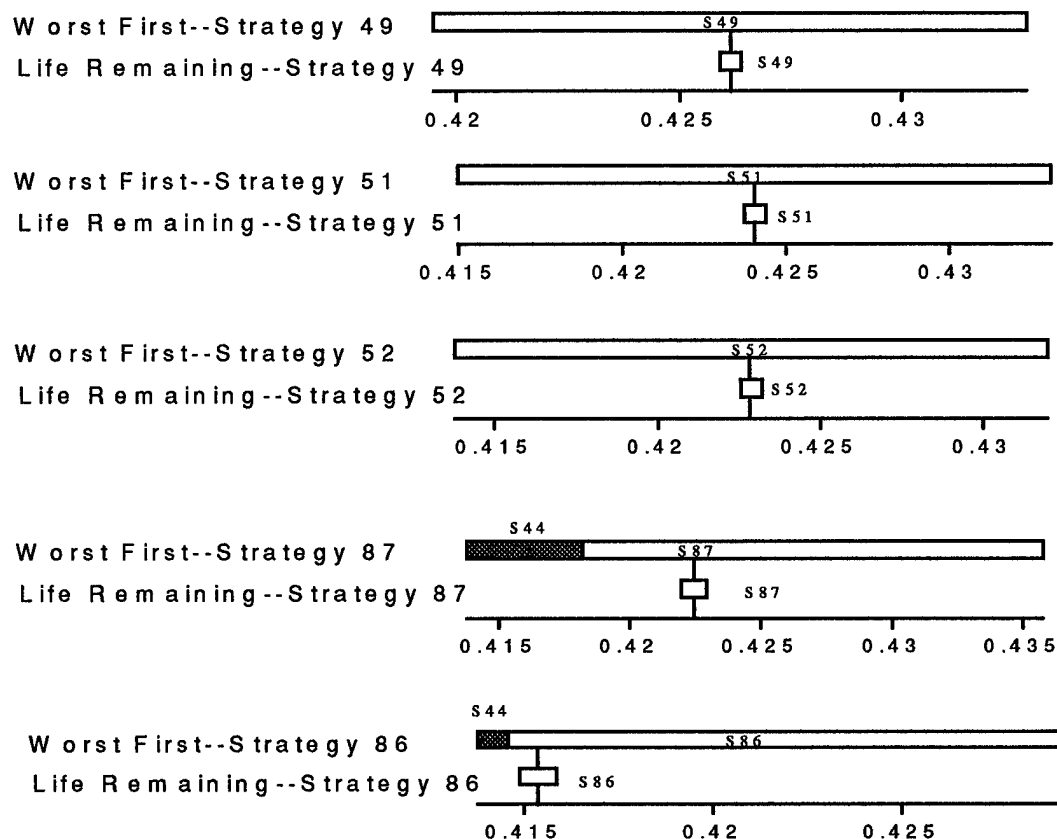 Worst First--Strategy 49
S49
Life Remaining--Strategy 49
S49
0.42 0.425 0.43
Worst First--Strategy 51
S51
Life Remaining--Strategy 51
S51
0.415 0.42 0.425 0.43
Worst First--Strategy 52
S52
Life Remaining--Strategy 52
S52
0.415 0.42 0.425 0.43
S44
Worst First--Strategy 87
S87
Life Remaining--Strategy 87
S87
0.415 0.42 0.425 0.43 0.435
S44
Worst First--Strategy 86
S86
Life Remaining--Strategy 86
S86
0.415 0.42 0.425